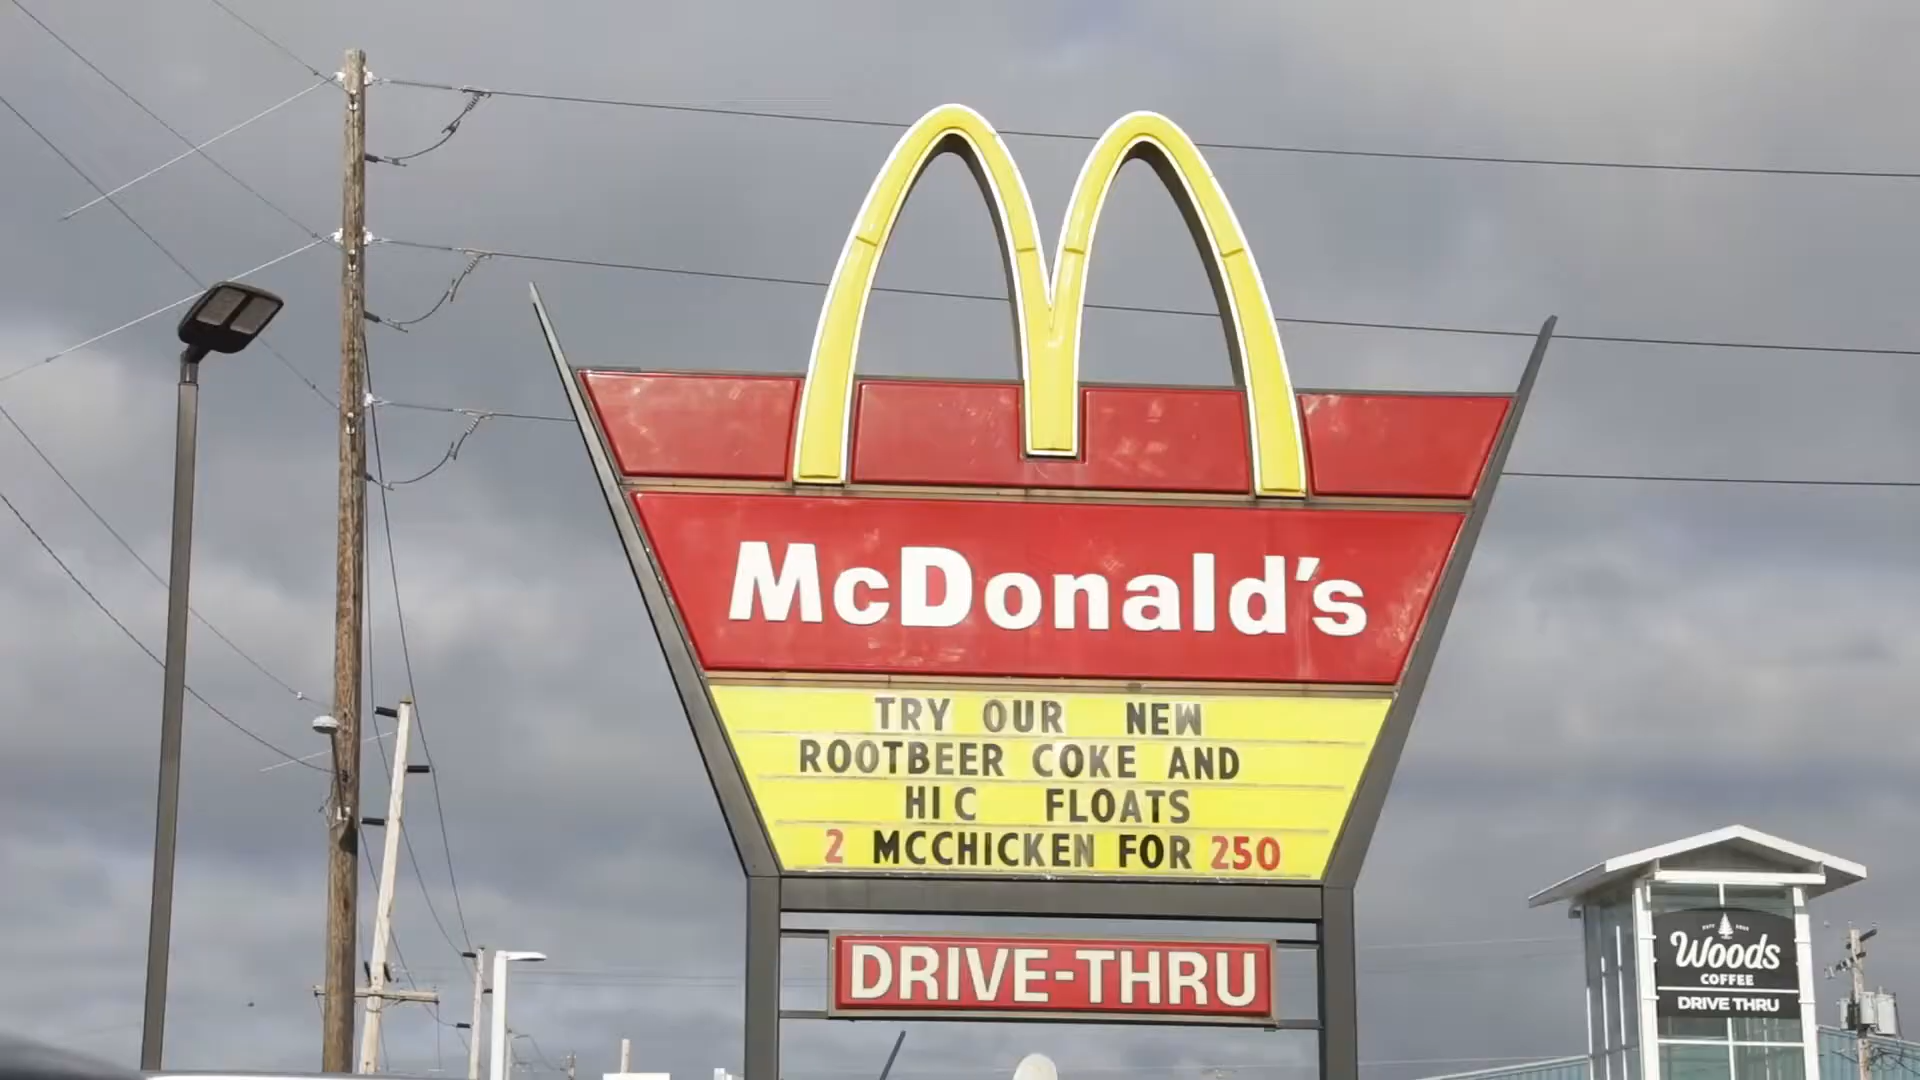 McDonald's
TRY OUR NEW
ROOTBEER COKE AND
HI C FLOATS
2 MCCHICKEN FOR 250
DRIVE-THRU
Woods
COFFEE
DRIVE THRU